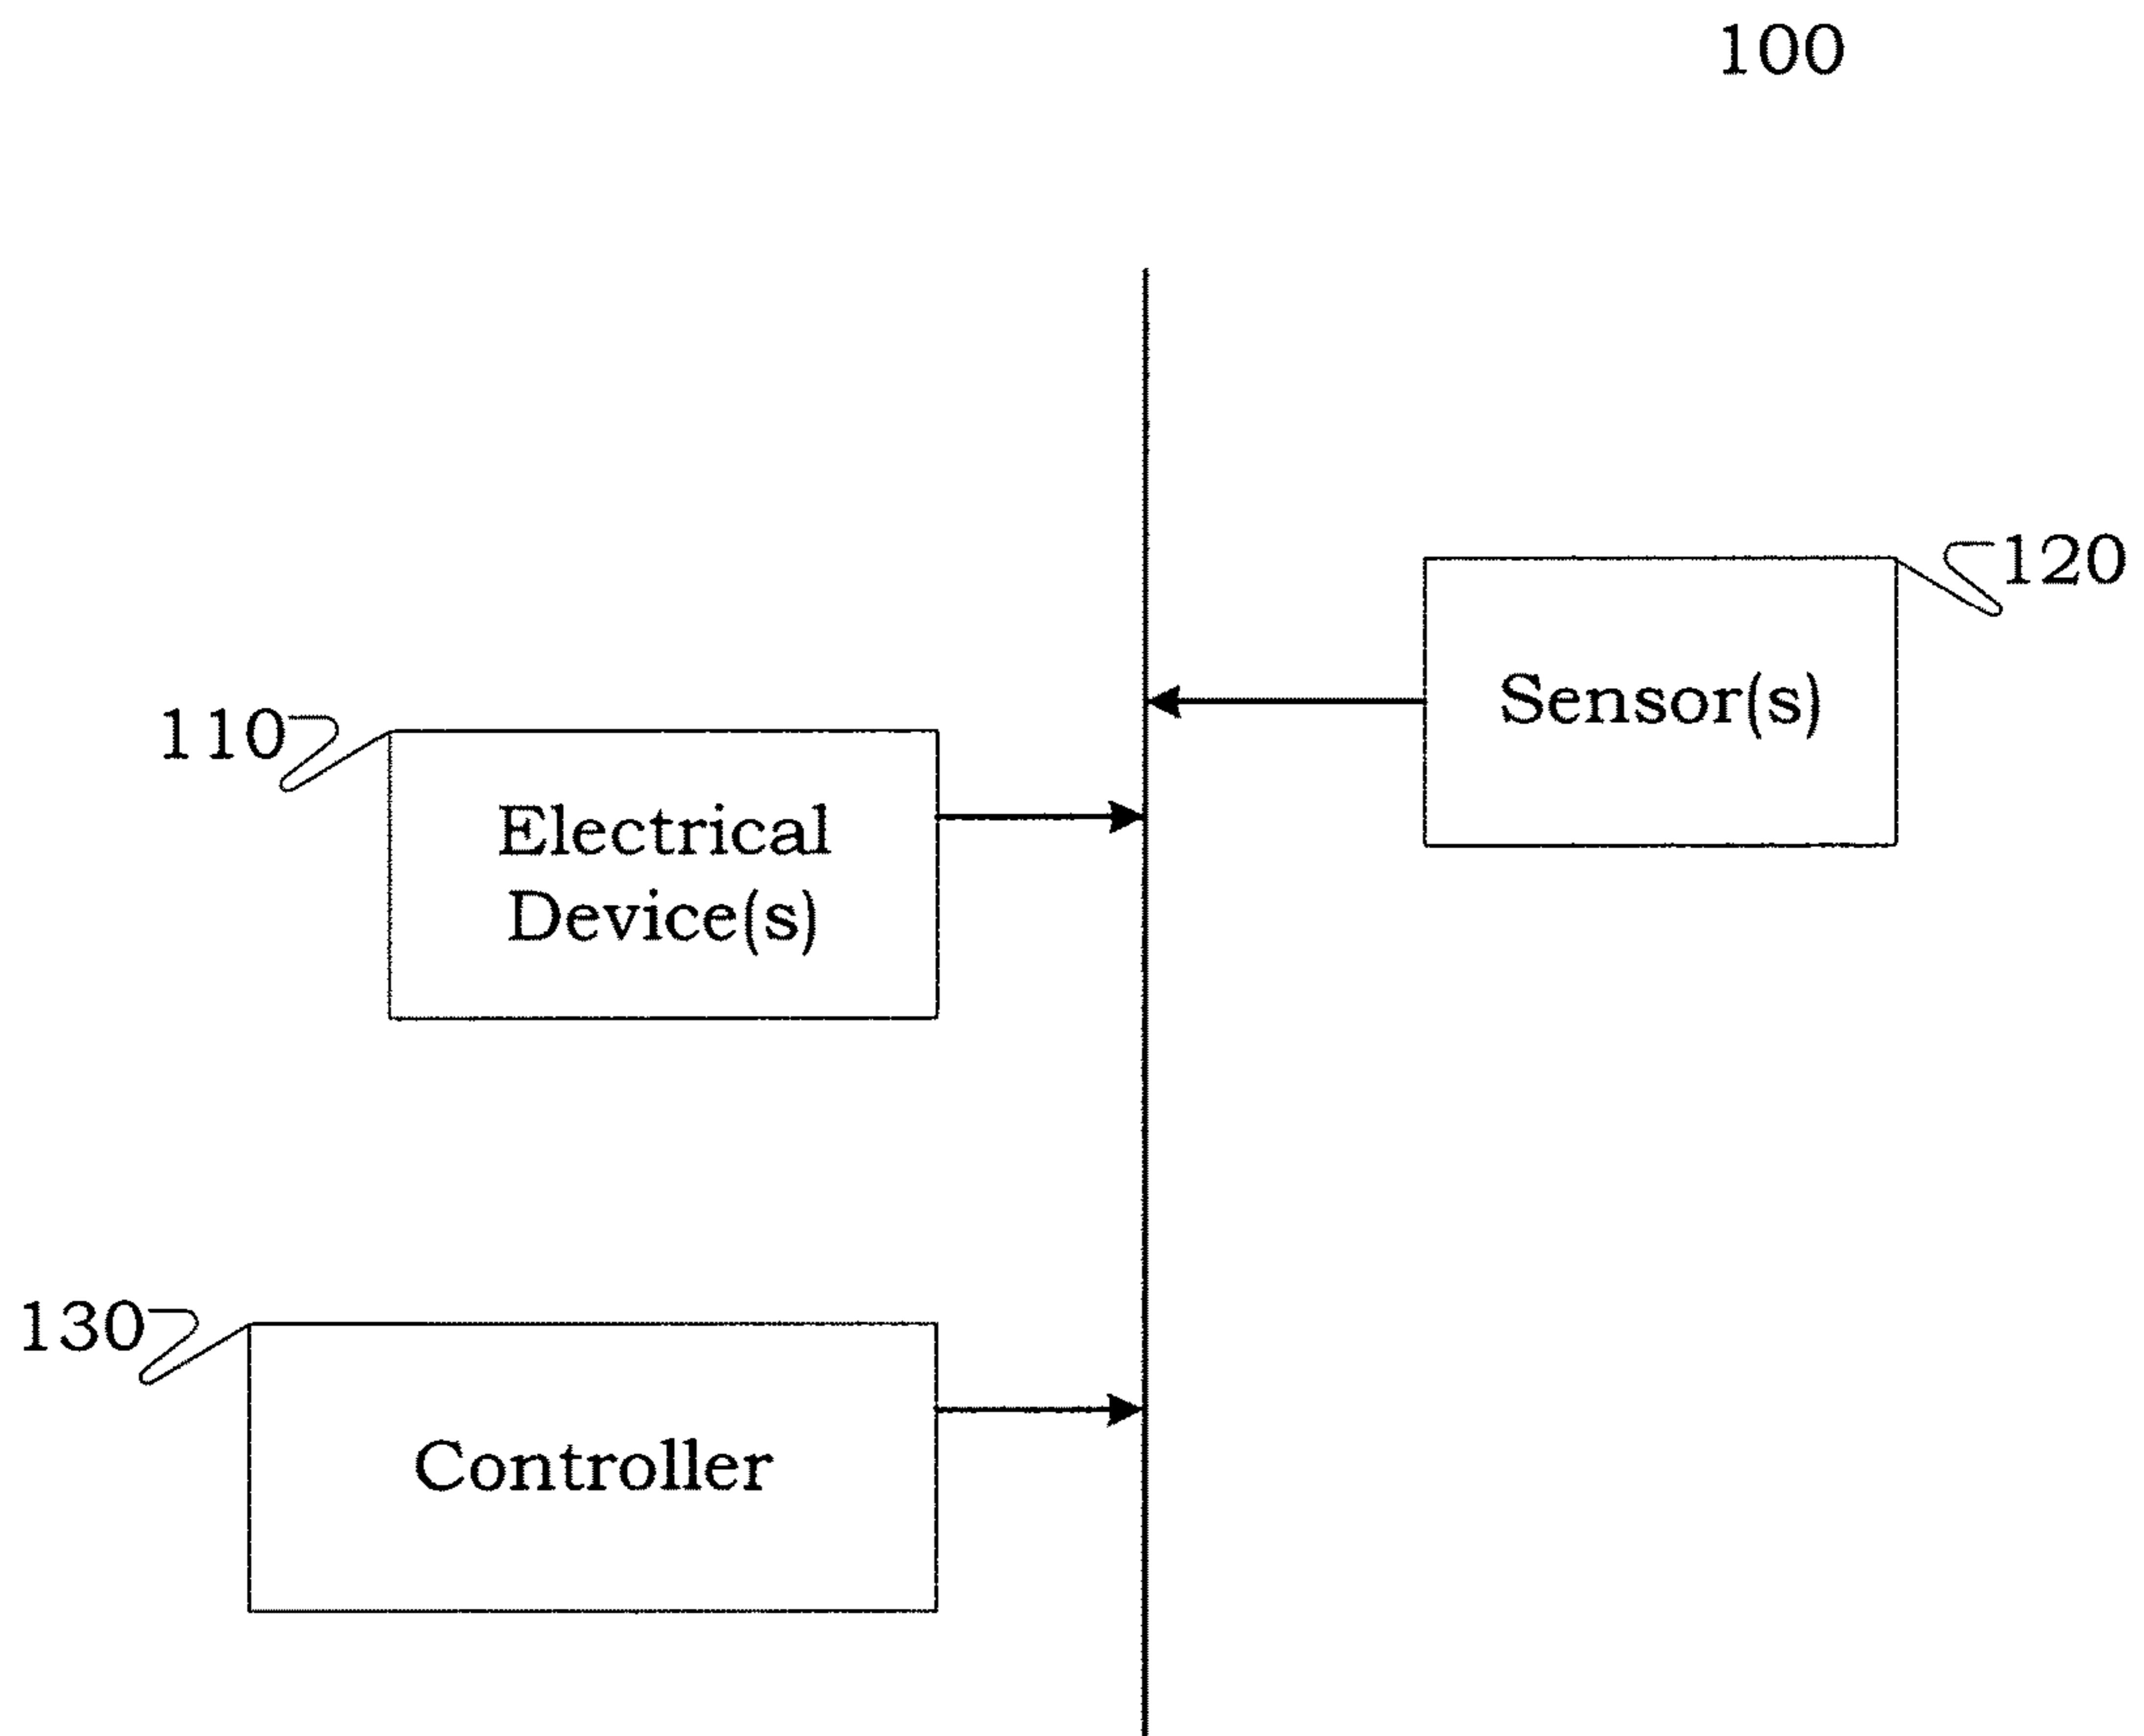 100
120
Sensor(s)
110
Electrical
Device(s)
130
Controller